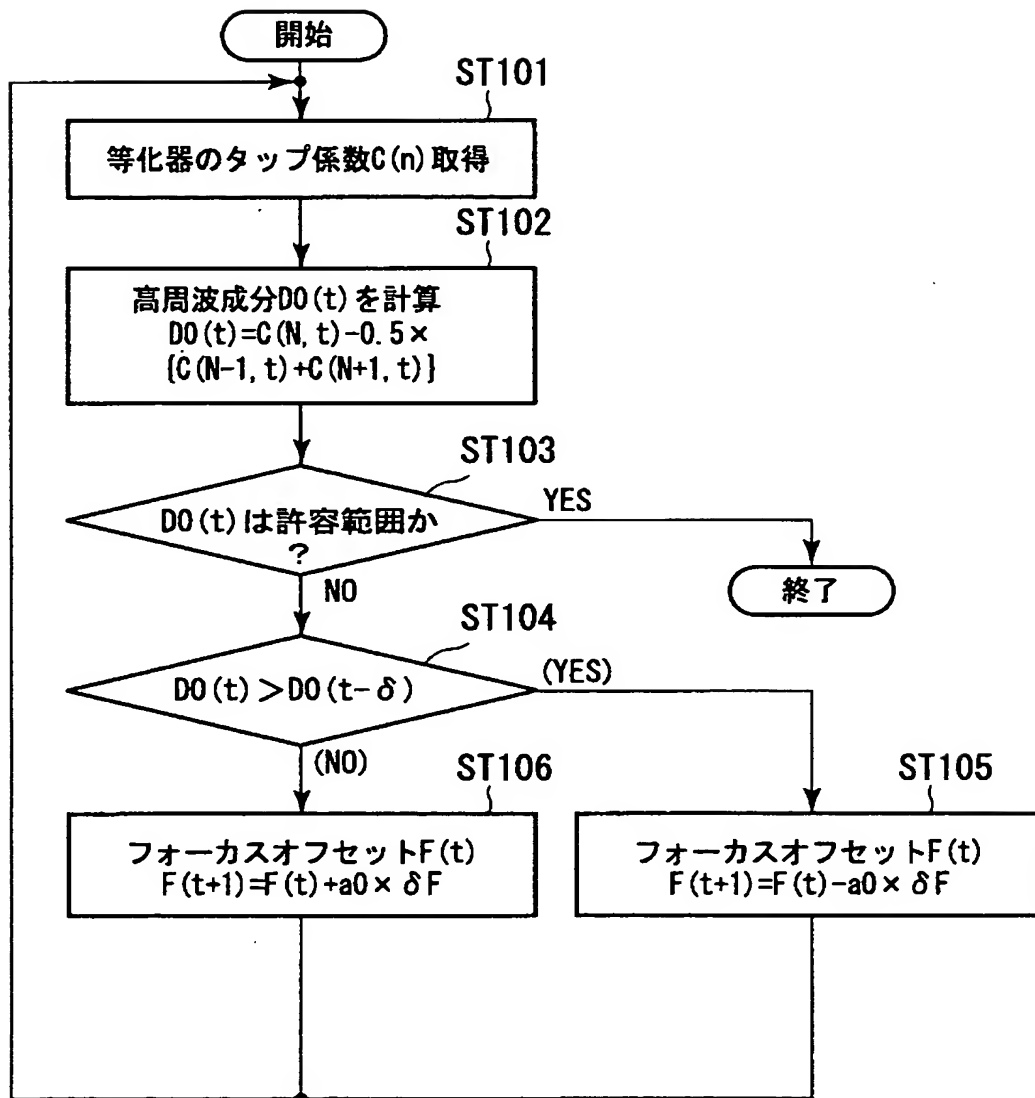 開始
ST101
等化器のタップ係数C(n)取得
ST102
高周波成分D0(t)を計算
D0(t)=C(N,t)-0.5×
{C(N-1,t)+C(N+1,t)}
ST103
D0(t)は許容範囲か
?
YES
終了
NO
ST104
D0(t)>D0(t-δ)
(YES)
(NO)
ST106
フォーカスオフセットF(t)
F(t+1)=F(t)+a0×δF
ST105
フォーカスオフセットF(t)
F(t+1)=F(t)-a0×δF